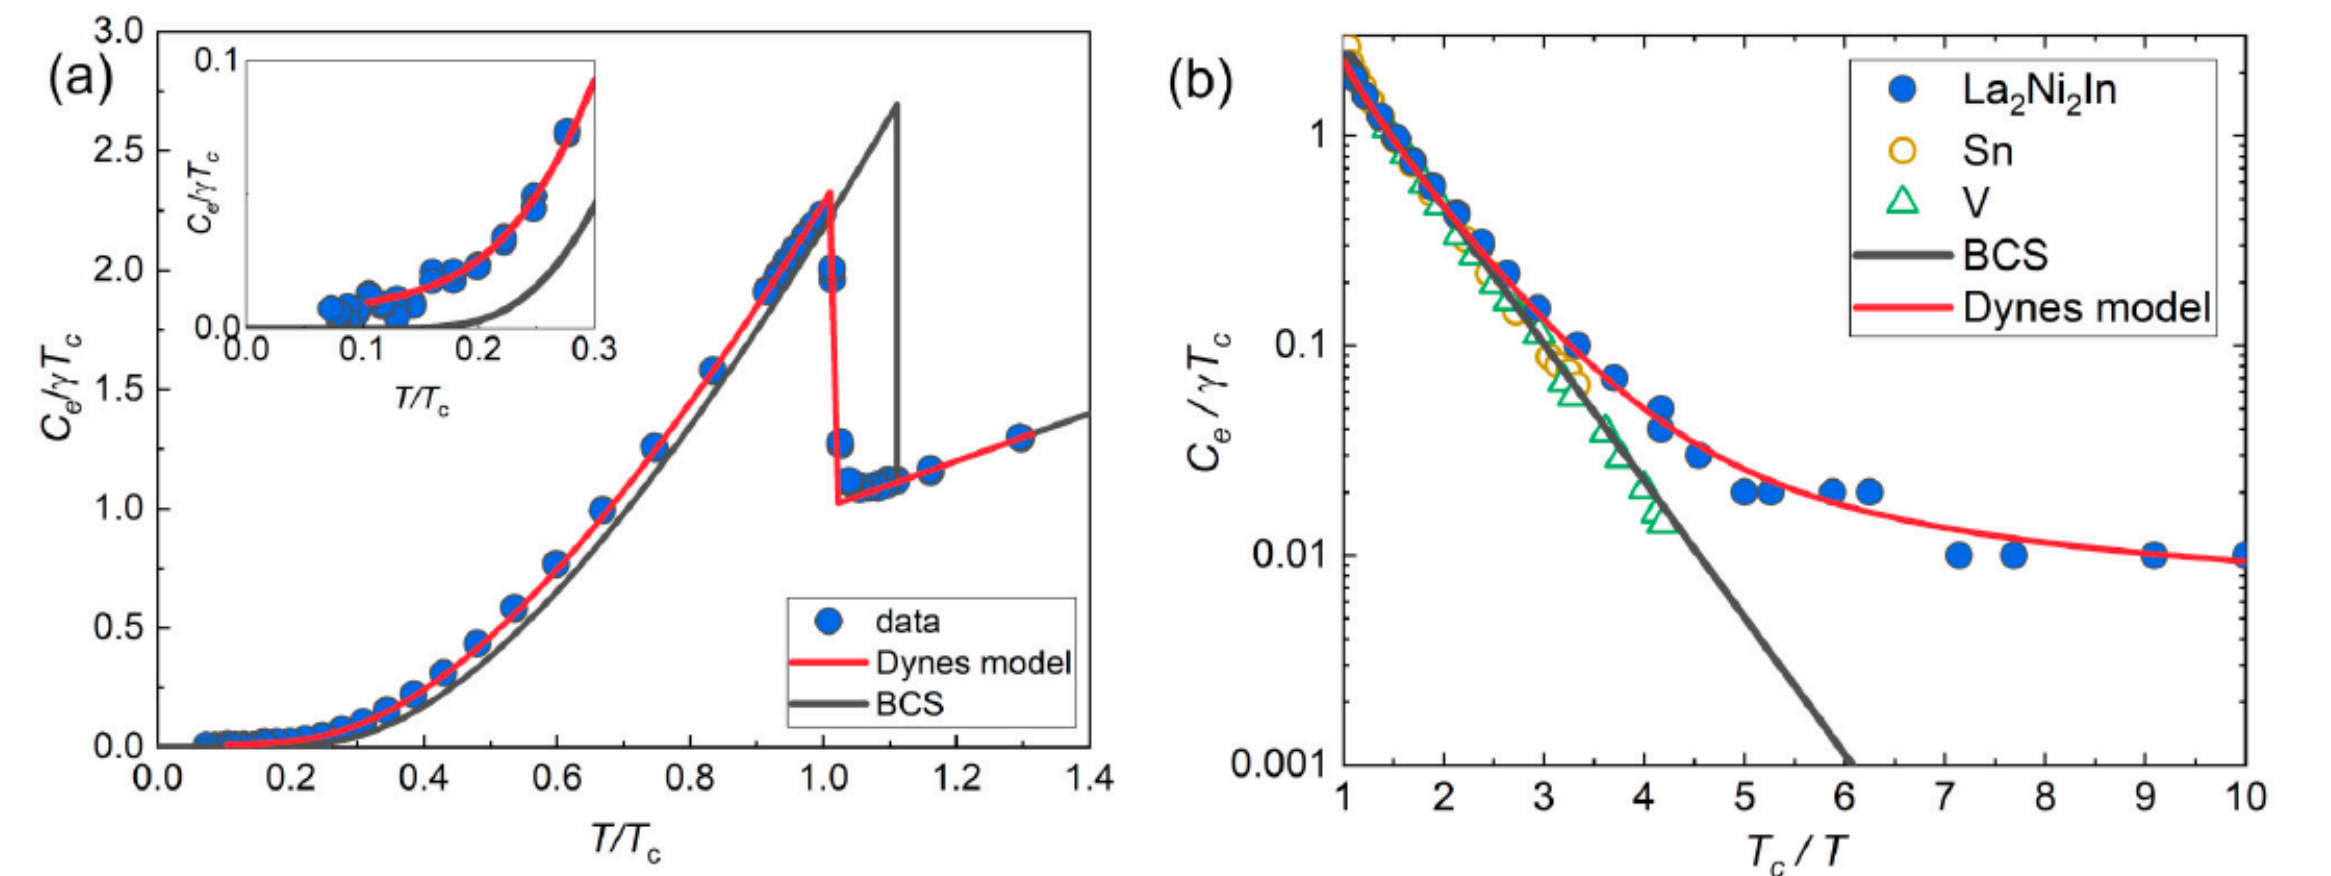 (a)
3.0
2.5
2.0
1.5
1.0
0.5
0.0
Ce/γTc
0.0 0.2 0.4 0.6 0.8 1.0 1.2 1.4
T/Tc
0.1
0.0
Ce/γTc
0.0 0.1 0.2 0.3
T/Tc
data
Dynes model
BCS
(b)
1
0.1
0.01
0.001
Ce / γTc
1 2 3 4 5 6 7 8 9 10
Tc / T
La2Ni2In
Sn
V
BCS
Dynes model